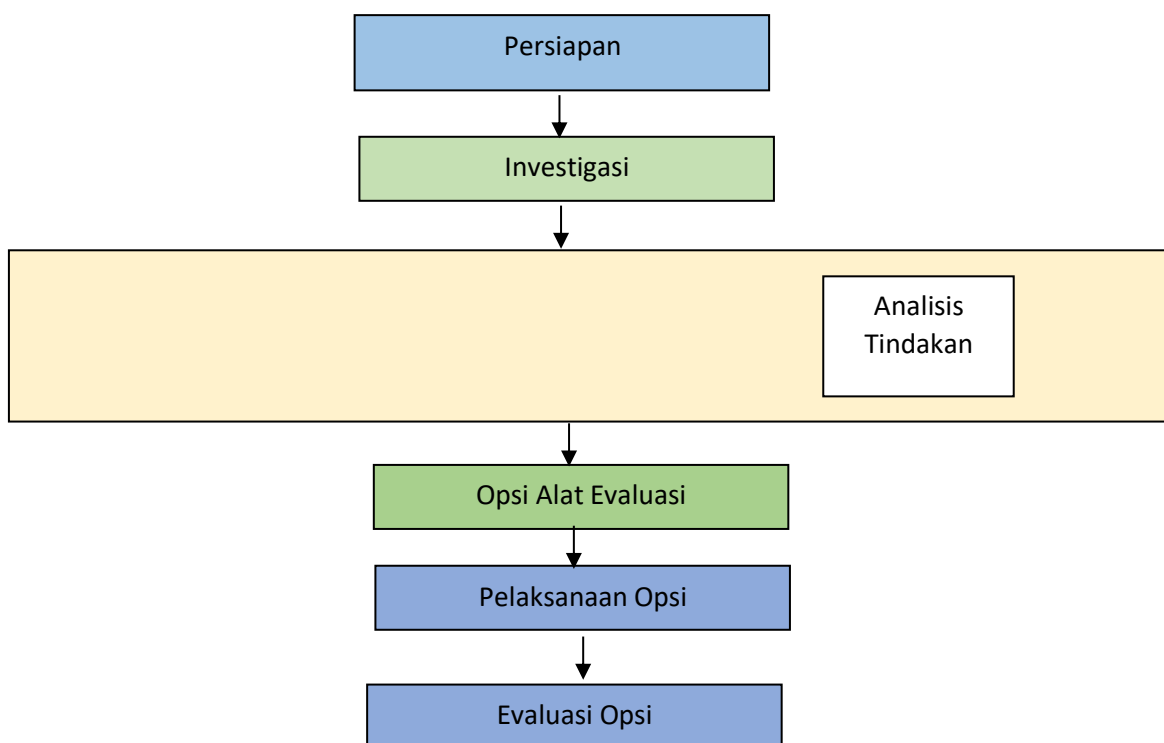 Persiapan
Investigasi
Analisis
Tindakan
Opsi Alat Evaluasi
Pelaksanaan Opsi
Evaluasi Opsi